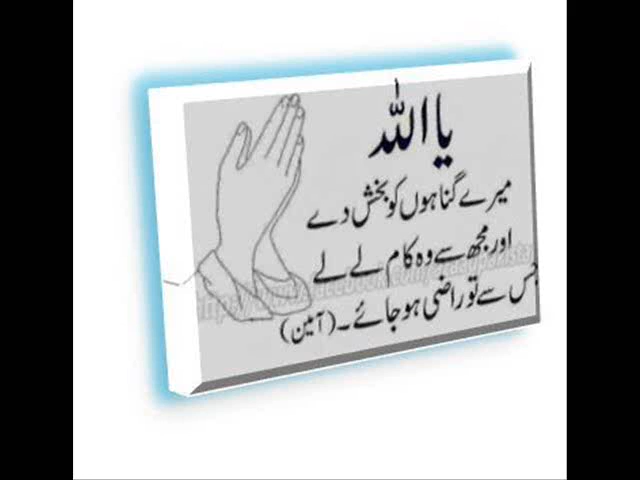 یا اللہ
میرے گناہوں کو بخش دے
اور مجھ سے وہ کام لے لے
جس سے تو راضی ہو جائے۔ (آمین)